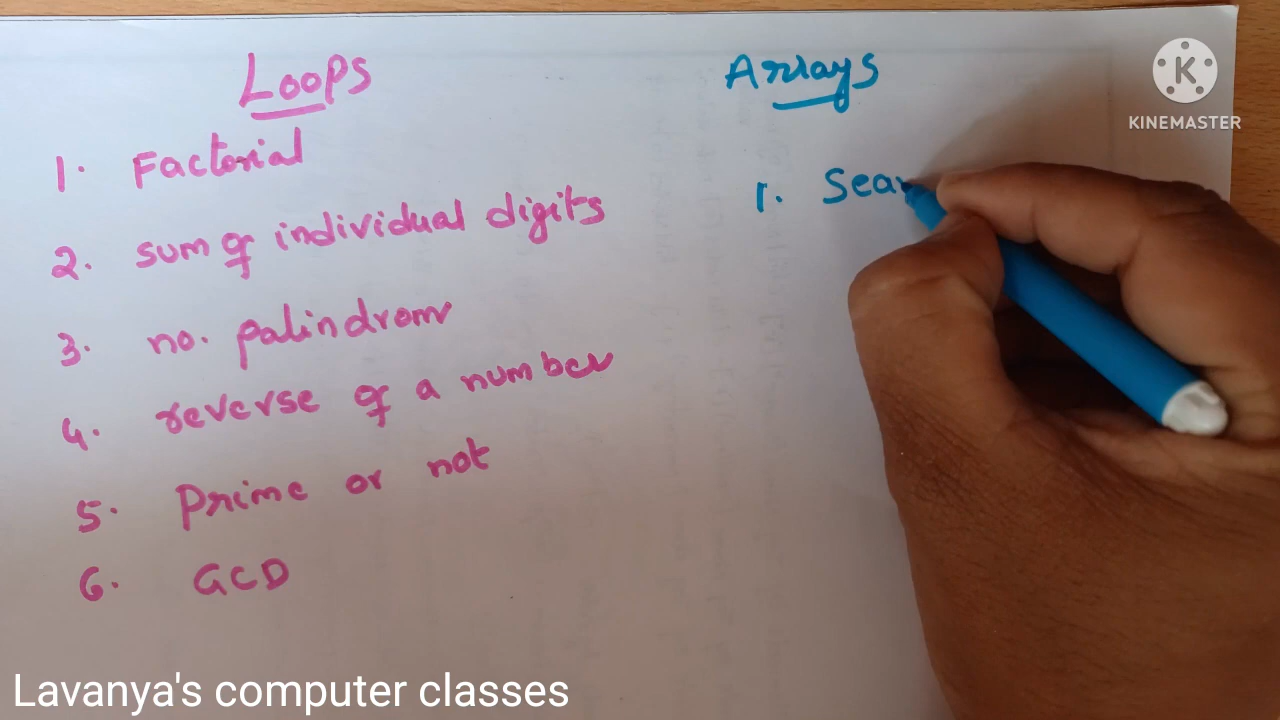 Loops
1. Factorial
2. sum of individual digits
3. no. palindrom
4. reverse of a number
5. Prime or not
6. GCD
Arrays
1. Sear
K
KINEMASTER
Lavanya's computer classes